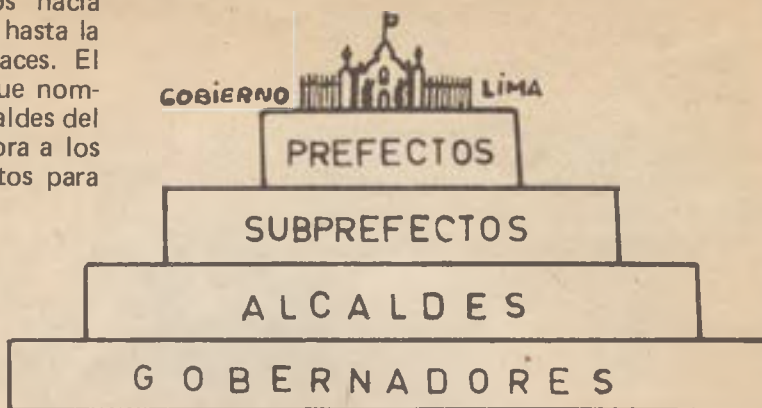 os hacia
hasta la
aces. El
ue nom-
aldes del
ora a los
tos para
GOBIERNO LIMA
PREFECTOS
SUBPREFECTOS
ALCALDES
GOBERNADORES